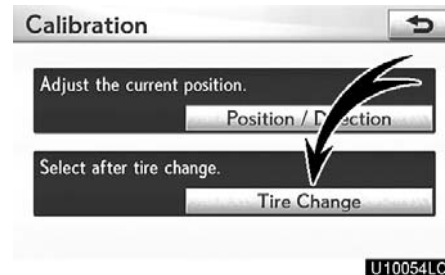 Calibration
Adjust the current position.
Position / Direction
Select after tire change.
Tire Change
U10054LC